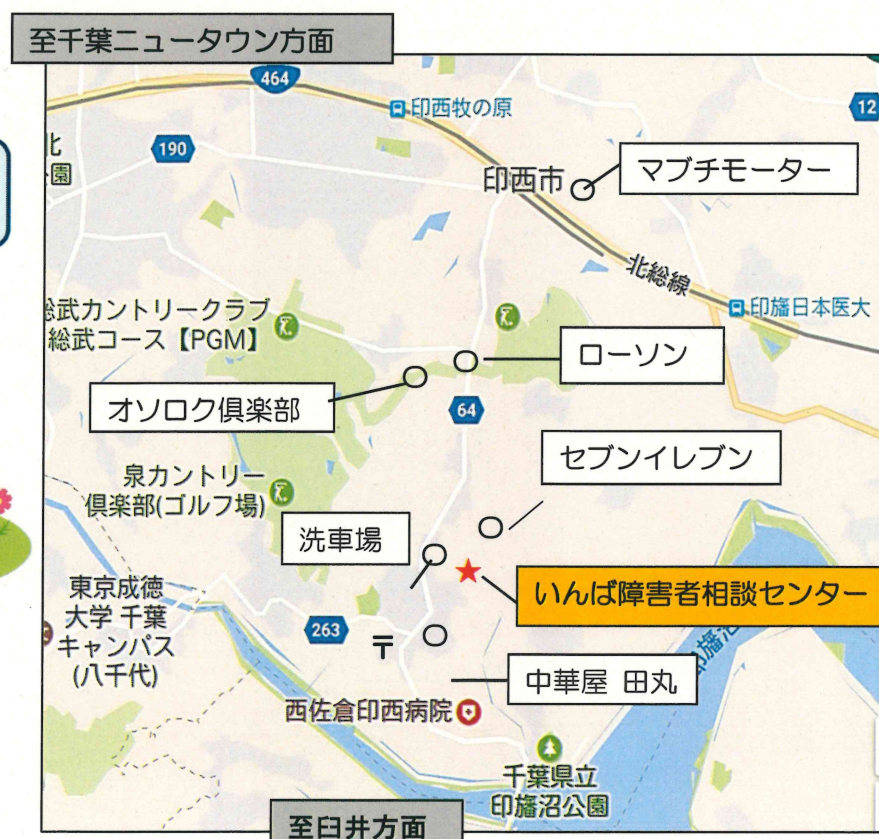 至千葉ニュータウン方面
464
印西牧の原
12
北
園
190
印西市
マブチモーター
北総線
印旛日本医大
総武カントリークラブ
総武コース【PGM】
ローソン
オソロク倶楽部
64
セブンイレブン
泉カントリー
倶楽部(ゴルフ場)
洗車場
いんば障害者相談センター
東京成徳
大学 千葉
キャンパス
(八千代)
263
〒
印旛沼
中華屋 田丸
西佐倉印西病院
千葉県立
印旛沼公園
至臼井方面